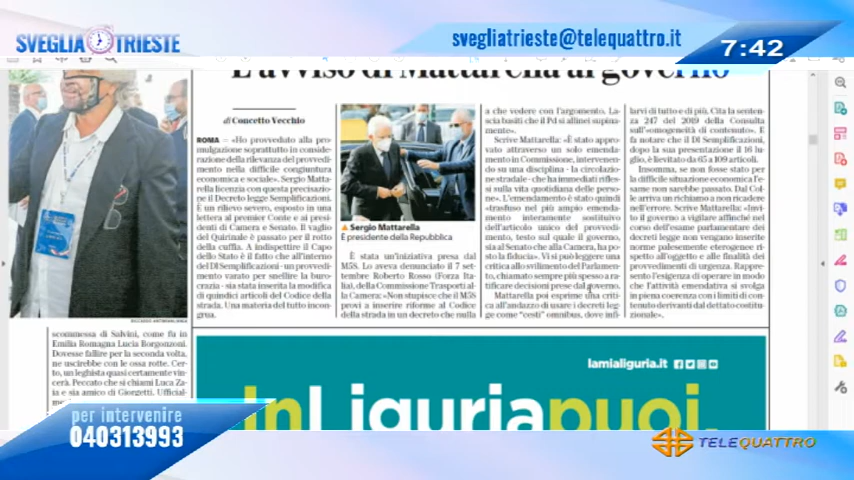 SVEGLIA TRIESTE
svegliatrieste@telequattro.it
7:42
L'avviso di Mattarella al governo
di Concetto Vecchio
ROMA – «Ho provveduto alla pro-
mulgazione soprattutto in conside-
razione della rilevanza del provvedi-
mento nella difficile congiuntura
economica e sociale». Sergio Matta-
rella licenzia con questa precisazio-
ne il Decreto legge Semplificazioni.
È un rilievo severo, esposto in una
lettera al premier Conte e ai presi-
denti di Camera e Senato. Il vaglio
del Quirinale è passato per il rotto
della cuffia. A indispettire il Capo
dello Stato è il fatto che all'interno
del Dl Semplificazioni - un provvedi-
mento varato per snellire la buro-
crazia - sia stata inserita la modifica
di quindici articoli del Codice della
strada. Una materia del tutto incon-
grua.
▲ Sergio Mattarella
È presidente della Repubblica
È stata un'iniziativa presa dal
M5S. Lo aveva denunciato il 7 set-
tembre Roberto Rosso (Forza Ita-
lia), della Commissione Trasporti al-
la Camera: «Non stupisce che il M5S
provi a inserire riforme al Codice
della strada in un decreto che nulla
a che vedere con l'argomento. La-
scia basiti che il Pd si allinei supina-
mente».
Scrive Mattarella: «È stato appro-
vato attraverso un solo emenda-
mento in Commissione, intervenen-
do su una disciplina - la circolazio-
ne stradale - che ha immediati rifles-
si sulla vita quotidiana delle perso-
ne». L'emendamento è stato quindi
«trasfuso nel più ampio emenda-
mento interamente sostitutivo
dell'articolo unico del provvedi-
mento, testo sul quale il governo,
sia al Senato che alla Camera, ha po-
sto la fiducia». Vi si può leggere una
critica allo svilimento del Parlamen-
to, chiamato sempre più spesso a ra-
tificare decisioni prese dal governo.
Mattarella poi esprime una criti-
ca all'andazzo di usare i decreti leg-
ge come "cesti" omnibus, dove infi-
larvi di tutto e di più. Cita la senten-
za 247 del 2019 della Consulta
sull'«omogeneità di contenuto». E
fa notare che il Dl Semplificazioni,
dopo la sua presentazione il 16 lu-
glio, è lievitato da 65 a 109 articoli.
Insomma, se non fosse stato per
la difficile situazione economica l'e-
same non sarebbe passato. Dal Col-
le arriva un richiamo a non ricadere
nell'errore. Scrive Mattarella: «Invi-
to il governo a vigilare affinché nel
corso dell'esame parlamentare dei
decreti legge non vengano inserite
norme palesemente eterogenee ri-
spetto all'oggetto e alle finalità dei
provvedimenti di urgenza. Rappre-
sento l'esigenza di operare in modo
che l'attività emendativa si svolga
in piena coerenza con i limiti di con-
tenuto derivanti dal dettato costitu-
zionale».
scommessa di Salvini, come fu in
Emilia Romagna Lucia Borgonzoni.
Dovesse fallire per la seconda volta,
ne uscirebbe con le ossa rotte. Cer-
to, un leghista quasi certamente vin-
cerà. Peccato che si chiami Luca Za-
ia e sia amico di Giorgetti. Ufficial-
lamialiguria.it
InLiguriapuoi.
per intervenire
040313993
TELEQUATTRO